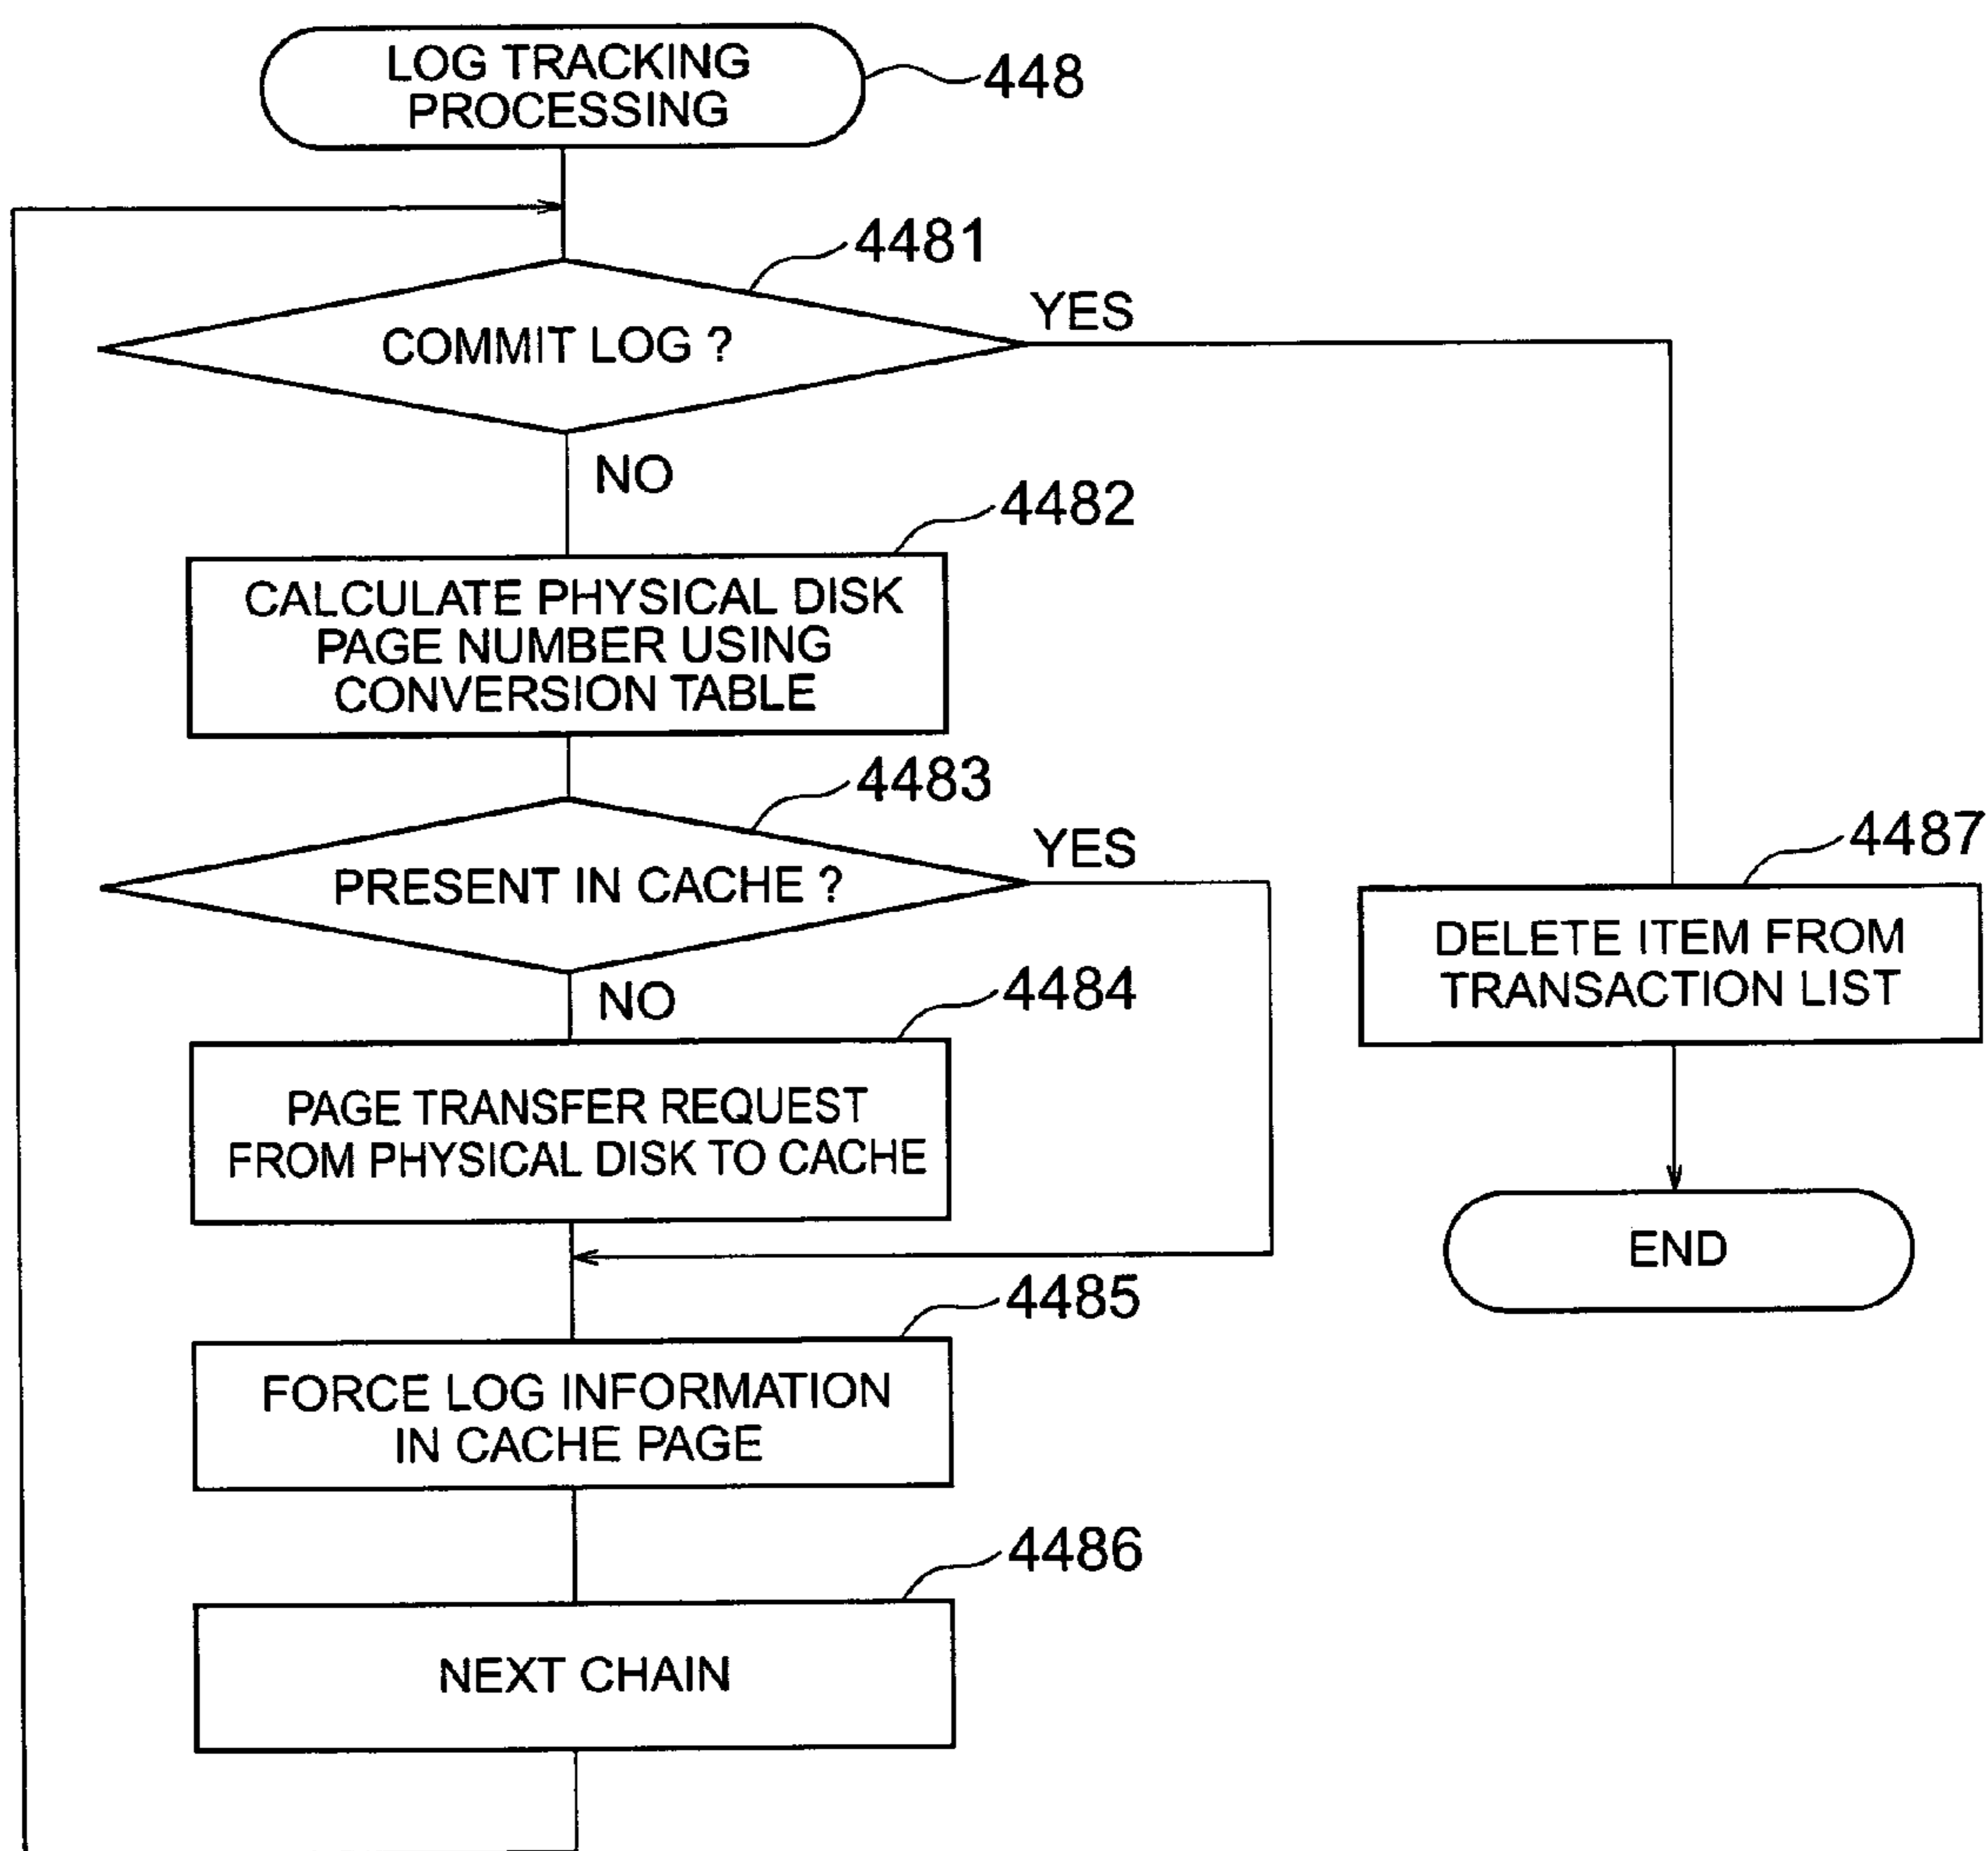 LOG TRACKING
PROCESSING
448
4481
COMMIT LOG ?
YES
NO
4482
CALCULATE PHYSICAL DISK
PAGE NUMBER USING
CONVERSION TABLE
4483
PRESENT IN CACHE ?
YES
NO
4484
PAGE TRANSFER REQUEST
FROM PHYSICAL DISK TO CACHE
4485
FORCE LOG INFORMATION
IN CACHE PAGE
4486
NEXT CHAIN
4487
DELETE ITEM FROM
TRANSACTION LIST
END